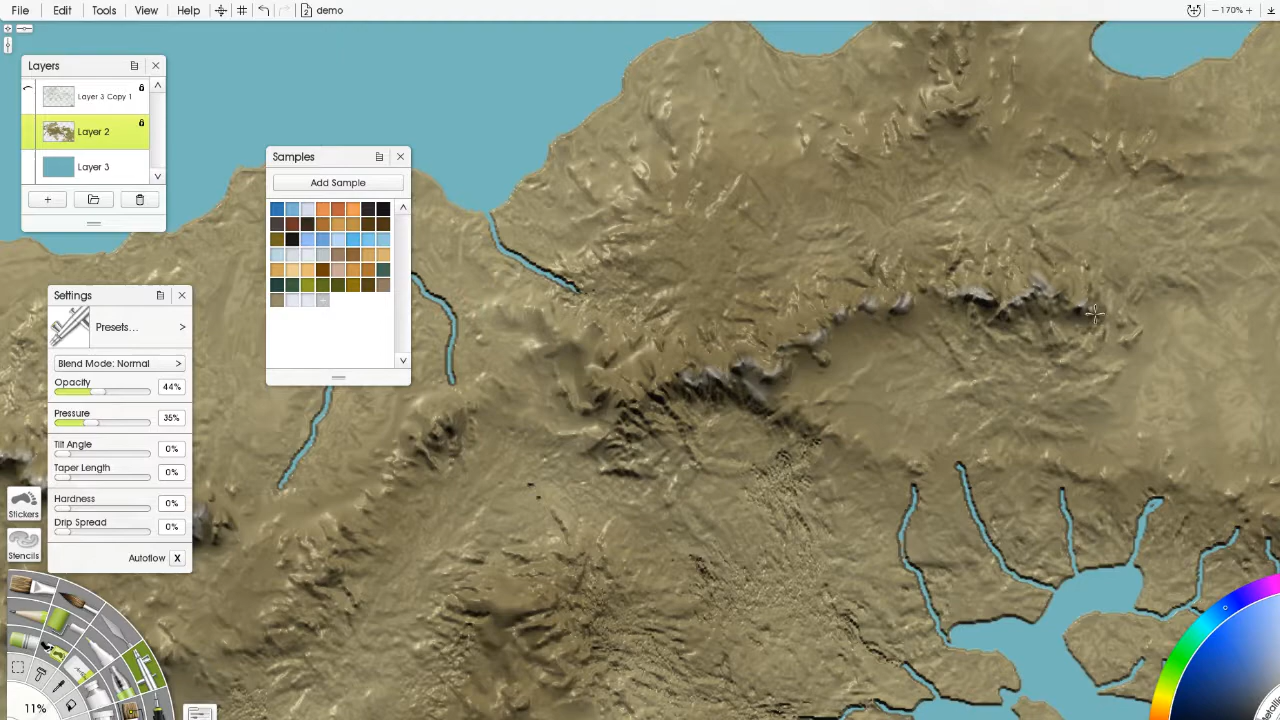 File Edit Tools View Help demo −170% +
Layers
Layer 3 Copy 1
Layer 2
Layer 3
+
Samples
Add Sample
Settings
Presets... >
Blend Mode: Normal >
Opacity 44%
Pressure 35%
Tilt Angle 0%
Taper Length 0%
Hardness 0%
Drip Spread 0%
Autoflow X
Stickers
Stencils
11%